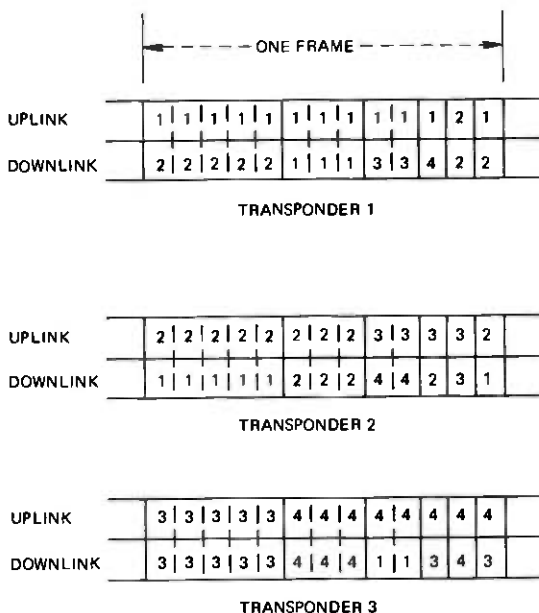 ONE FRAME
UPLINK 1 1 1 1 1 1 1 1 1 1 1 2 1
DOWNLINK 2 2 2 2 2 1 1 1 3 3 4 2 2
TRANSPONDER 1
UPLINK 2 2 2 2 2 2 2 2 3 3 3 3 2
DOWNLINK 1 1 1 1 1 2 2 2 4 4 2 3 1
TRANSPONDER 2
UPLINK 3 3 3 3 3 4 4 4 4 4 4 4 4
DOWNLINK 3 3 3 3 3 4 4 4 1 1 3 4 3
TRANSPONDER 3